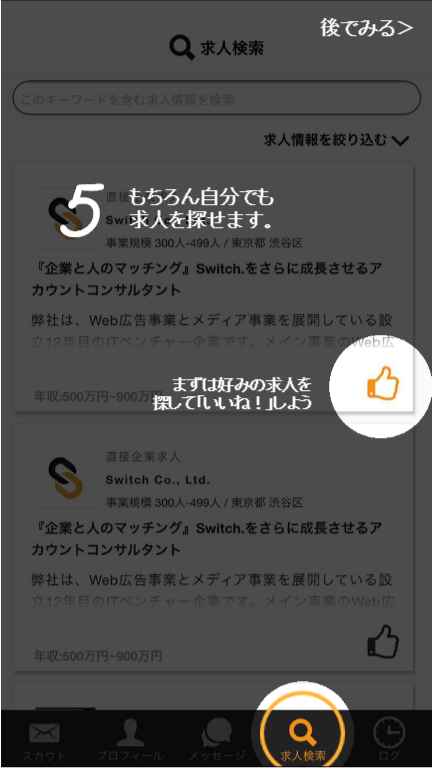 後でみる>
求人検索
このキーワードを含む求人情報を検索
求人情報を絞り込む
5
もちろん自分でも
求人を探せます。
直接
Switch
事業規模 300人-499人 / 東京都 渋谷区
『企業と人のマッチング』Switch.をさらに成長させるア
カウントコンサルタント
弊社は、Web広告事業とメディア事業を展開している設
立12年目のITベンチャー企業です。メイン事業のWeb広
まずは好みの求人を
探して「いいね！」しよう
年収:500万円~900万円
直接企業求人
Switch Co., Ltd.
事業規模 300人-499人 / 東京都 渋谷区
『企業と人のマッチング』Switch.をさらに成長させるア
カウントコンサルタント
弊社は、Web広告事業とメディア事業を展開している設
立12年目のITベンチャー企業です。メイン事業のWeb広
年収:500万円~900万円
スカウト
プロフィール
メッセージ
求人検索
ログ